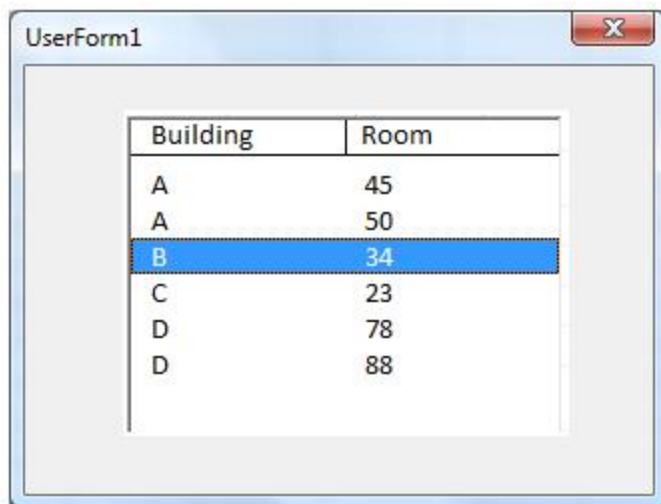 UserForm1
Building Room
A 45
A 50
B 34
C 23
D 78
D 88